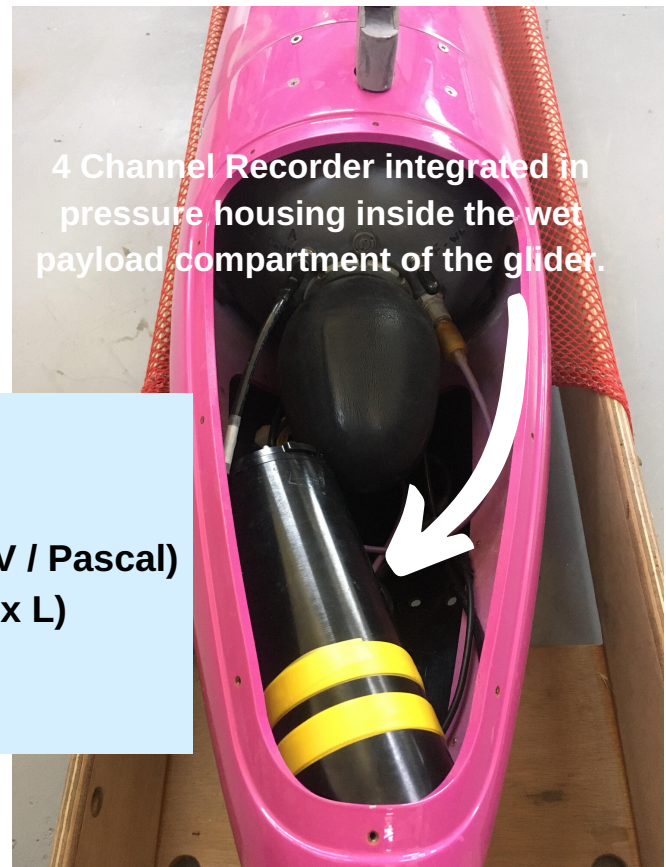 4 Channel Recorder integrated in
pressure housing inside the wet
payload compartment of the glider.
V / Pascal)
x L)